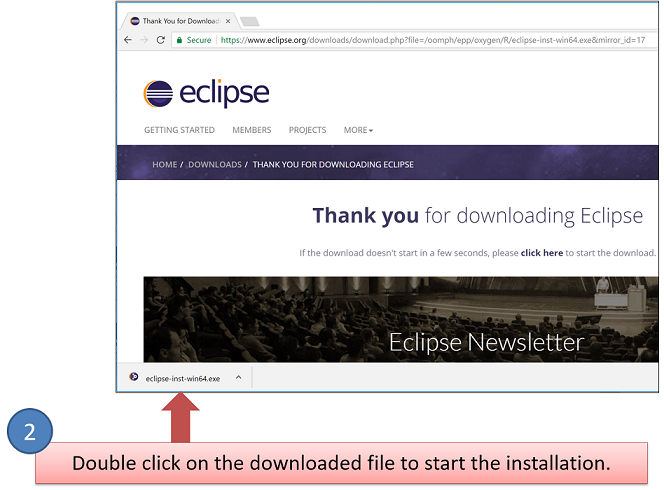 Thank You for Download
Secure
https://www.eclipse.org/downloads/download.php?file=/oomph/epp/oxygen/R/eclipse-inst-win64.exe&mirror_id=17
eclipse
GETTING STARTED MEMBERS PROJECTS MORE
HOME / DOWNLOADS / THANK YOU FOR DOWNLOADING ECLIPSE
Thank you for downloading Eclipse
If the download doesn't start in a few seconds, please click here to start the download.
Eclipse Newsletter
eclipse-inst-win64.exe
2
Double click on the downloaded file to start the installation.